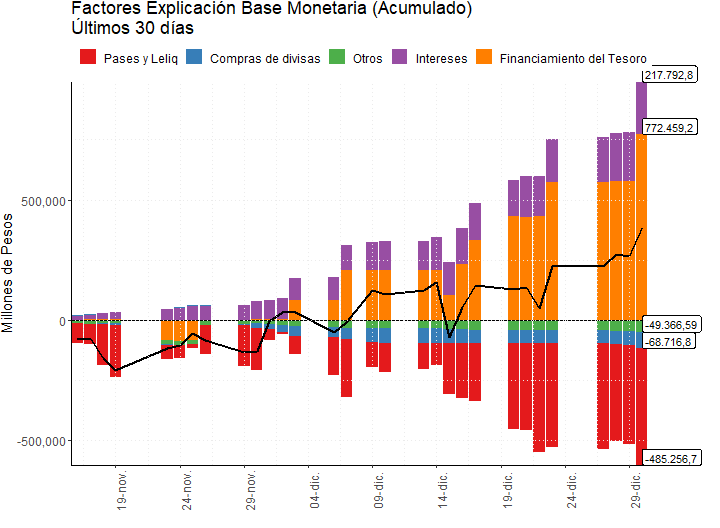 Factores Explicación Base Monetaria (Acumulado)
Últimos 30 días
Pases y Leliq Compras de divisas Otros Intereses Financiamiento del Tesoro
217.792,8
772.459,2
500,000
Millones de Pesos
0
-49.366,59
-68.716,8
-500,000
-485.256,7
19-nov. 24-nov. 29-nov. 04-dic. 09-dic. 14-dic. 19-dic. 24-dic. 29-dic.